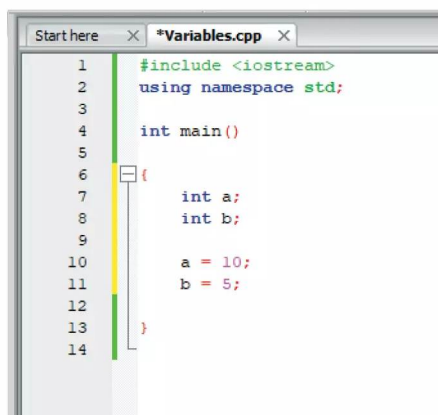 Start here
*Variables.cpp
1 #include <iostream>
2 using namespace std;
3
4 int main()
5
6 {
7 int a;
8 int b;
9
10 a = 10;
11 b = 5;
12
13 }
14